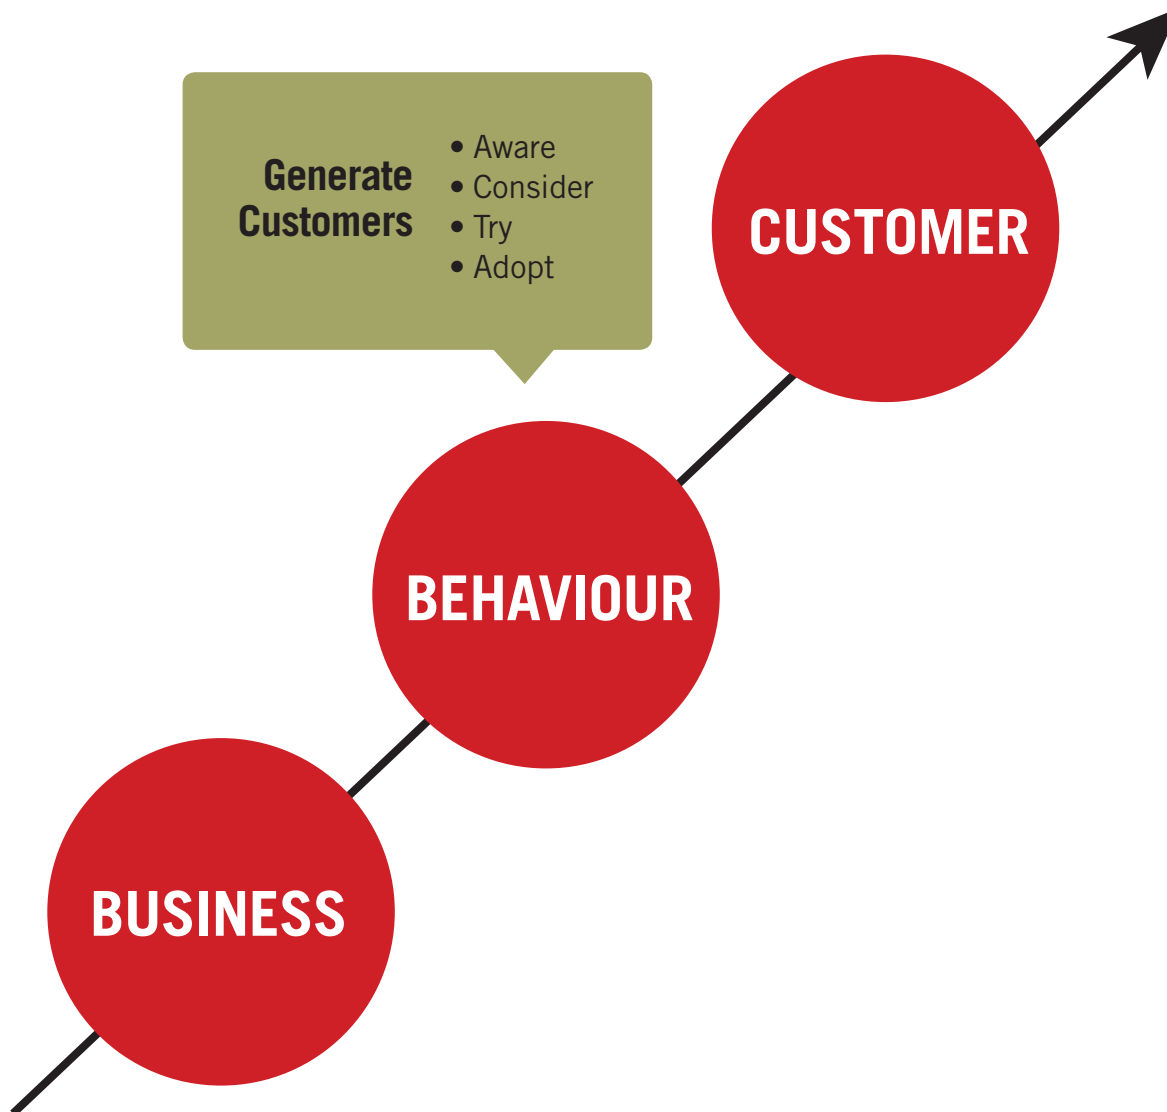 Generate
Customers
• Aware
• Consider
• Try
• Adopt
CUSTOMER
BEHAVIOUR
BUSINESS